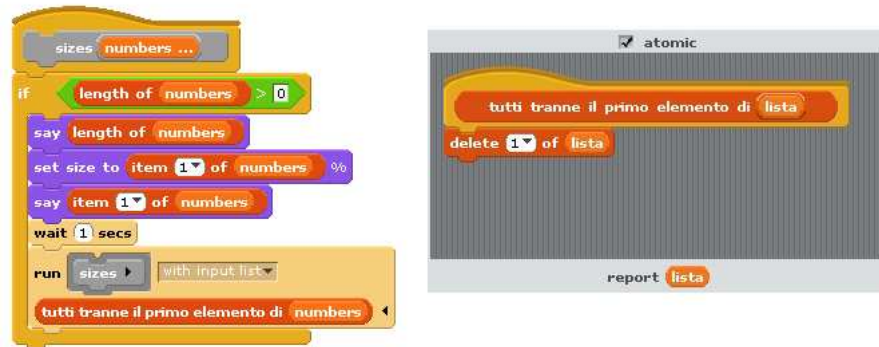 sizes numbers ...
if length of numbers > 0
say length of numbers
set size to item 1 of numbers %
say item 1 of numbers
wait 1 secs
run sizes with input list
tutti tranne il primo elemento di numbers
atomic
tutti tranne il primo elemento di lista
delete 1 of lista
report lista